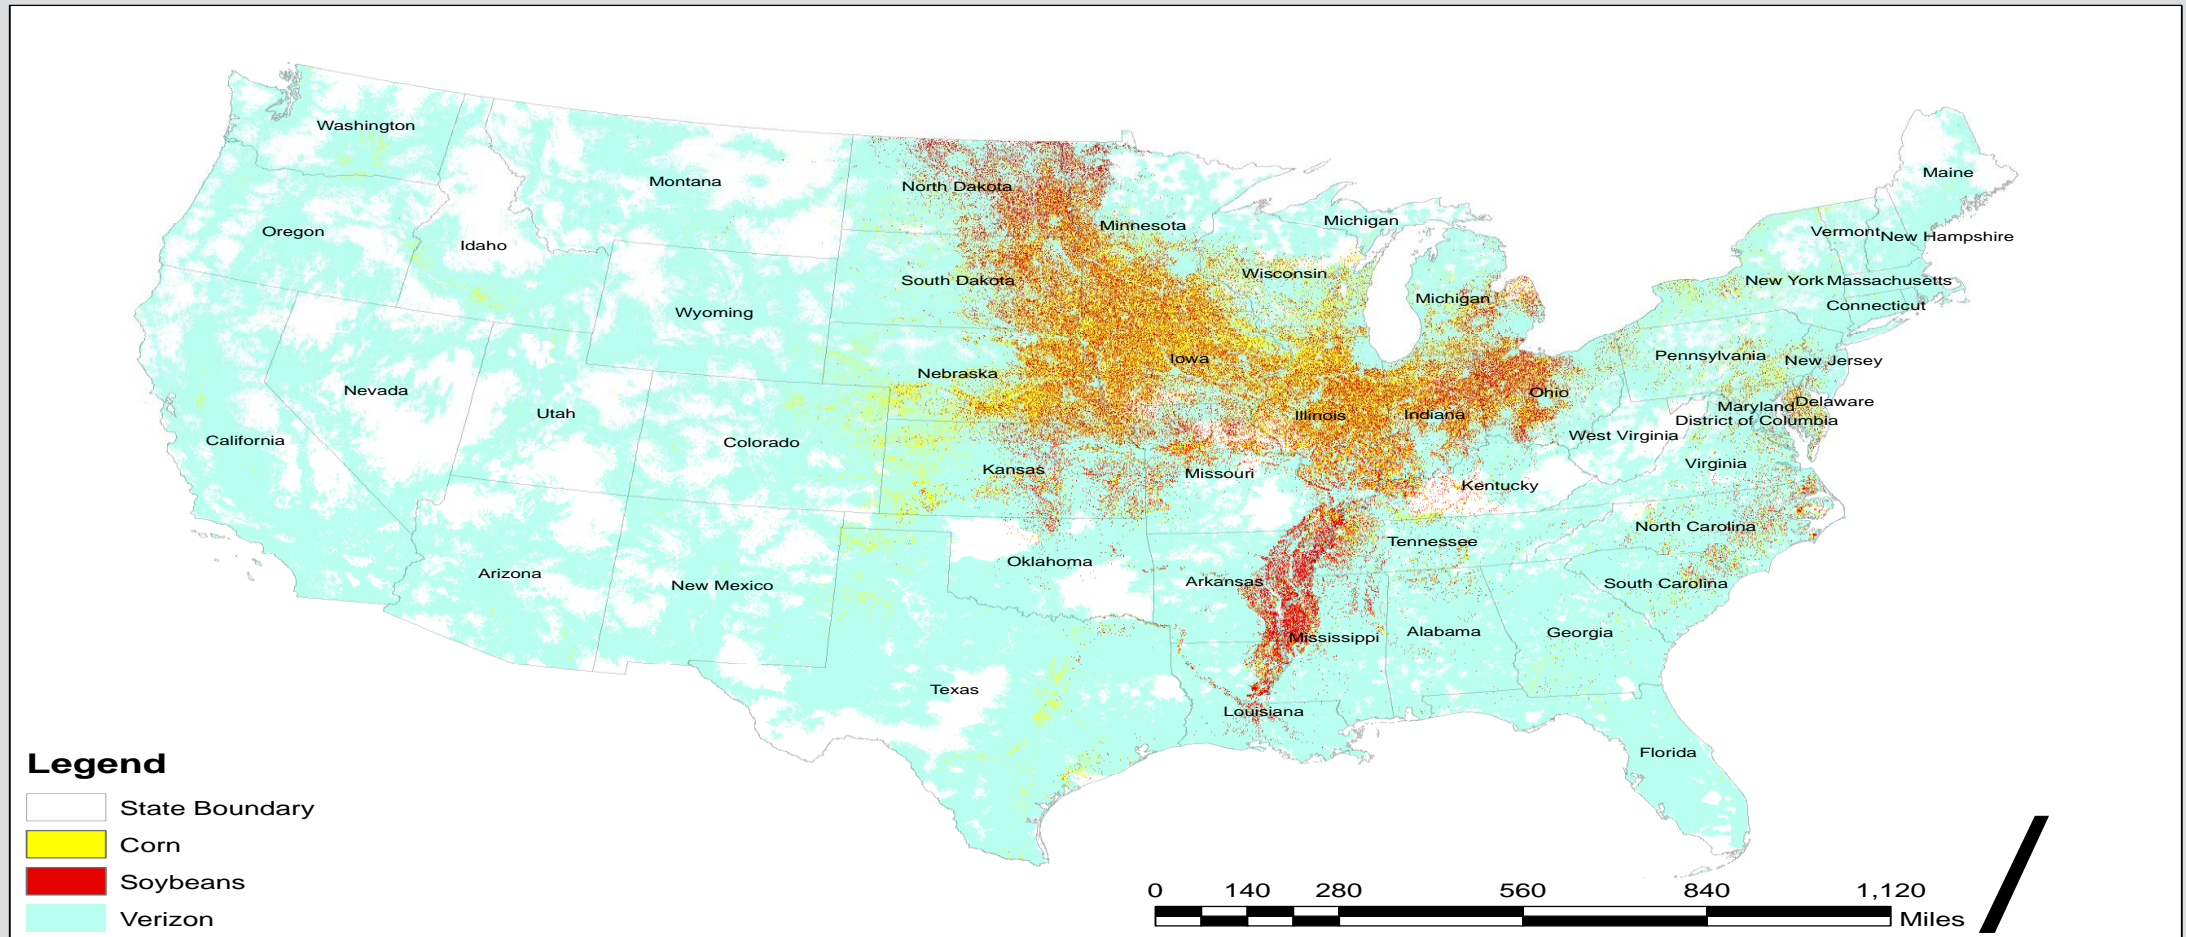 Washington
Montana
North Dakota
Minnesota
Michigan
Maine
Oregon
Idaho
Vermont
New Hampshire
South Dakota
Wisconsin
Michigan
New York
Massachusetts
Connecticut
Wyoming
Nebraska
Iowa
Pennsylvania
New Jersey
Nevada
Utah
Colorado
Illinois
Indiana
Ohio
Maryland
Delaware
District of Columbia
West Virginia
California
Kansas
Missouri
Kentucky
Virginia
North Carolina
Tennessee
Oklahoma
Arkansas
South Carolina
Arizona
New Mexico
Mississippi
Alabama
Georgia
Texas
Louisiana
Florida
Legend
State Boundary
Corn
Soybeans
Verizon
0 140 280 560 840 1,120
Miles